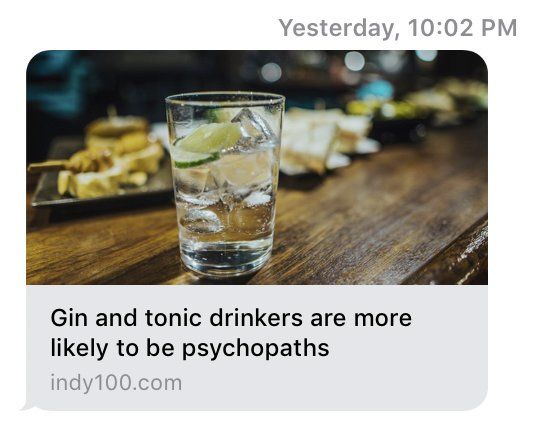 Yesterday, 10:02 PM
Gin and tonic drinkers are more
likely to be psychopaths
indy100.com